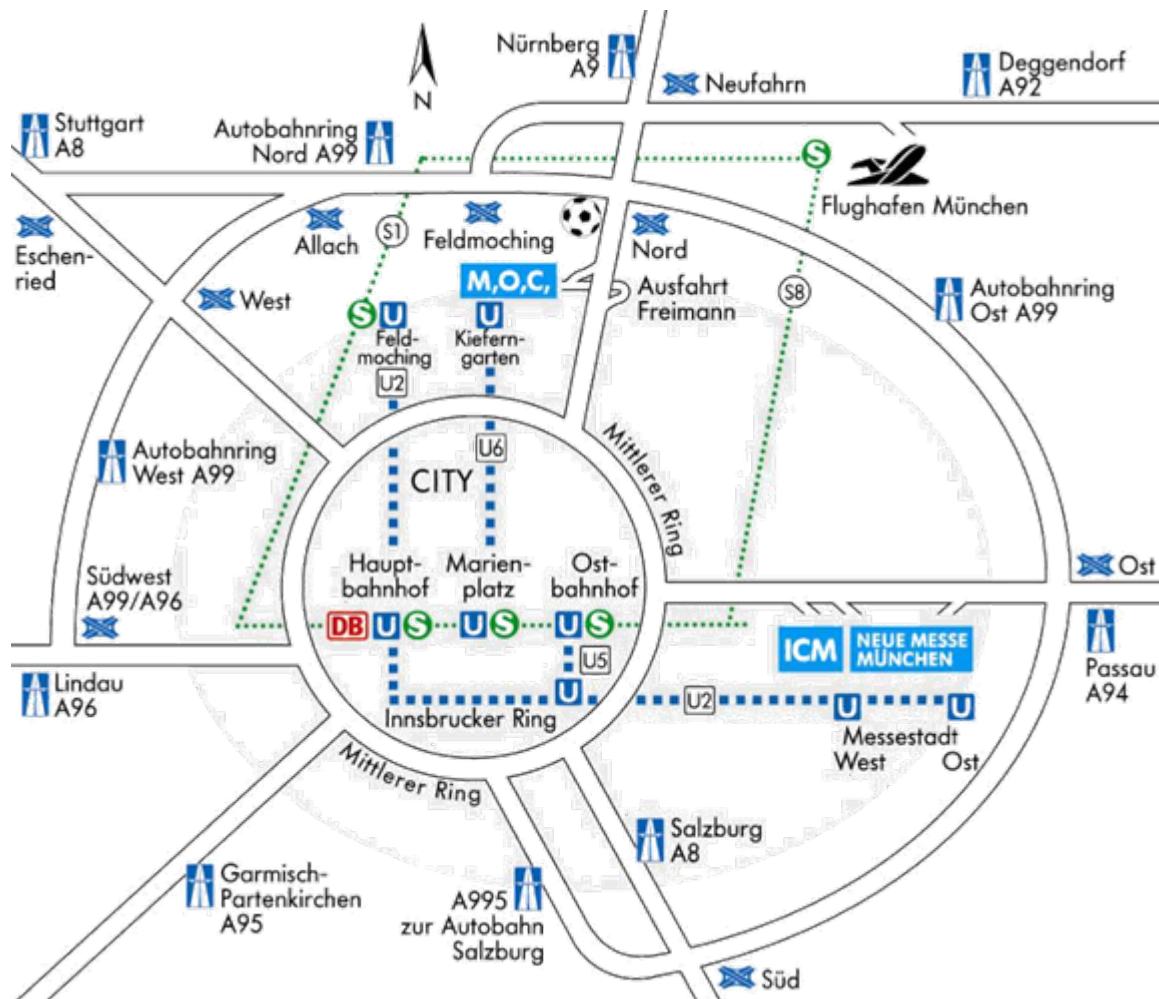 Nürnberg
A9
Deggendorf
A92
Neufahrn
N
Stuttgart
A8
Autobahnring
Nord A99
S
Flughafen München
S1
Allach
Feldmoching
Nord
Eschen-
ried
West
M,O,C,
Ausfahrt
Freimann
S8
Autobahnring
Ost A99
S U
U
Feld-
moching
Kiefern-
garten
U2
U6
Mittlerer Ring
Autobahnring
West A99
CITY
Haupt-
bahnhof
Marien-
platz
Ost-
bahnhof
Südwest
A99/A96
Ost
DB U S
U S
U S
ICM
NEUE MESSE
MÜNCHEN
Passau
A94
U5
Lindau
A96
U
U2
U
U
Innsbrucker Ring
Messestadt
West
Ost
Mittlerer Ring
Salzburg
A8
Garmisch-
Partenkirchen
A95
A995
zur Autobahn
Salzburg
Süd